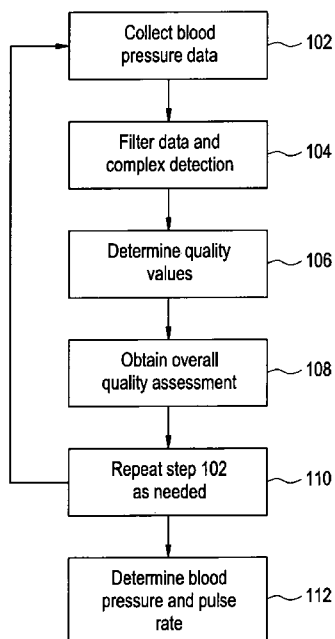 Collect blood
pressure data
102
Filter data and
complex detection
104
Determine quality
values
106
Obtain overall
quality assessment
108
Repeat step 102
as needed
110
Determine blood
pressure and pulse
rate
112